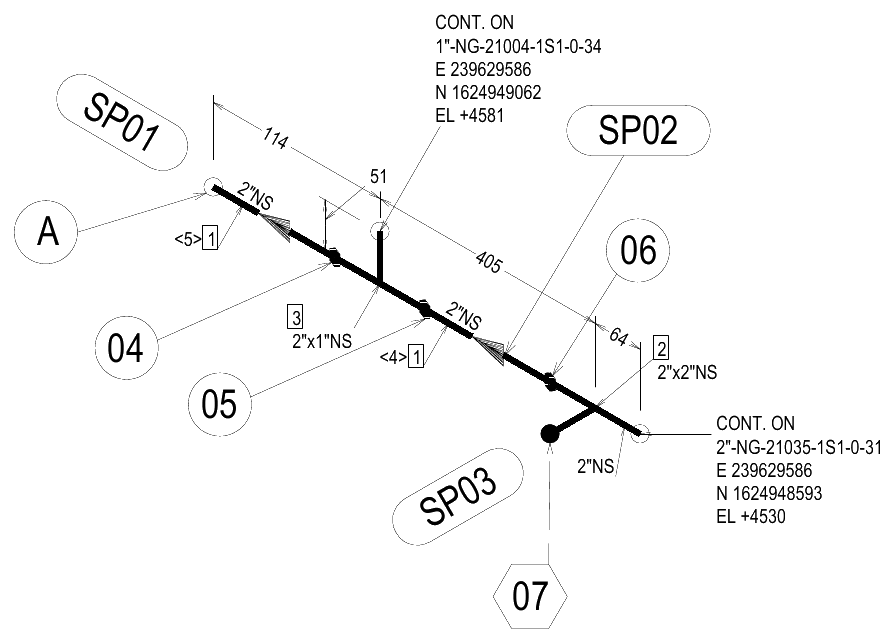 CONT. ON
1"-NG-21004-1S1-0-34
E 239629586
N 1624949062
EL +4581
SP01
114
SP02
51
2"NS
A
<5> 1
06
405
3
2"x1"NS
2"NS
64
04
<4> 1
2
2"x2"NS
05
CONT. ON
2"-NG-21035-1S1-0-31
E 239629586
N 1624948593
EL +4530
2"NS
SP03
07